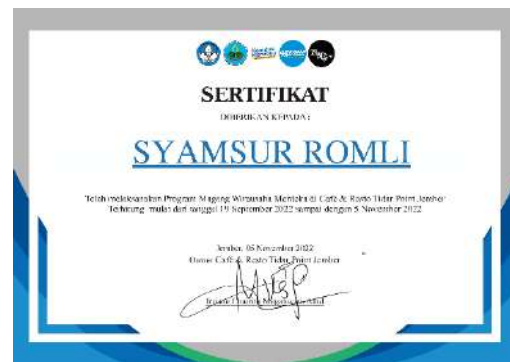 SERTIFIKAT
DIBERIKAN KEPADA :
SYAMSUR ROMLI
Telah melaksanakan Program Magang Wirausaha Merdeka di Café & Resto Tidar Point Jember
Terhitung mulai dari tanggal 19 September 2022 sampai dengan 5 November 2022
Jember, 05 November 2022
Owner Café & Resto Tidar Point Jember